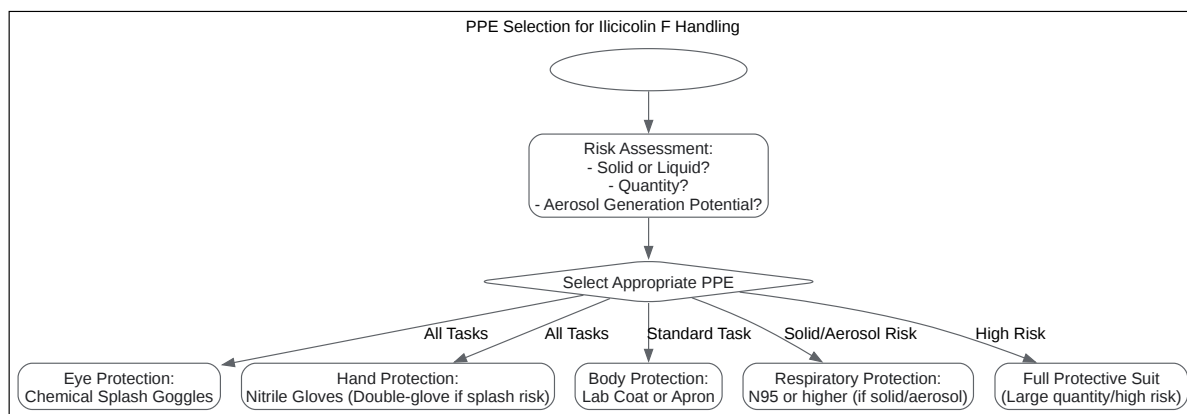 PPE Selection for Ilicicolin F Handling
Risk Assessment:
- Solid or Liquid?
- Quantity?
- Aerosol Generation Potential?
Select Appropriate PPE
All Tasks
All Tasks
Standard Task
Solid/Aerosol Risk
High Risk
Eye Protection:
Chemical Splash Goggles
Hand Protection:
Nitrile Gloves (Double-glove if splash risk)
Body Protection:
Lab Coat or Apron
Respiratory Protection:
N95 or higher (if solid/aerosol)
Full Protective Suit
(Large quantity/high risk)